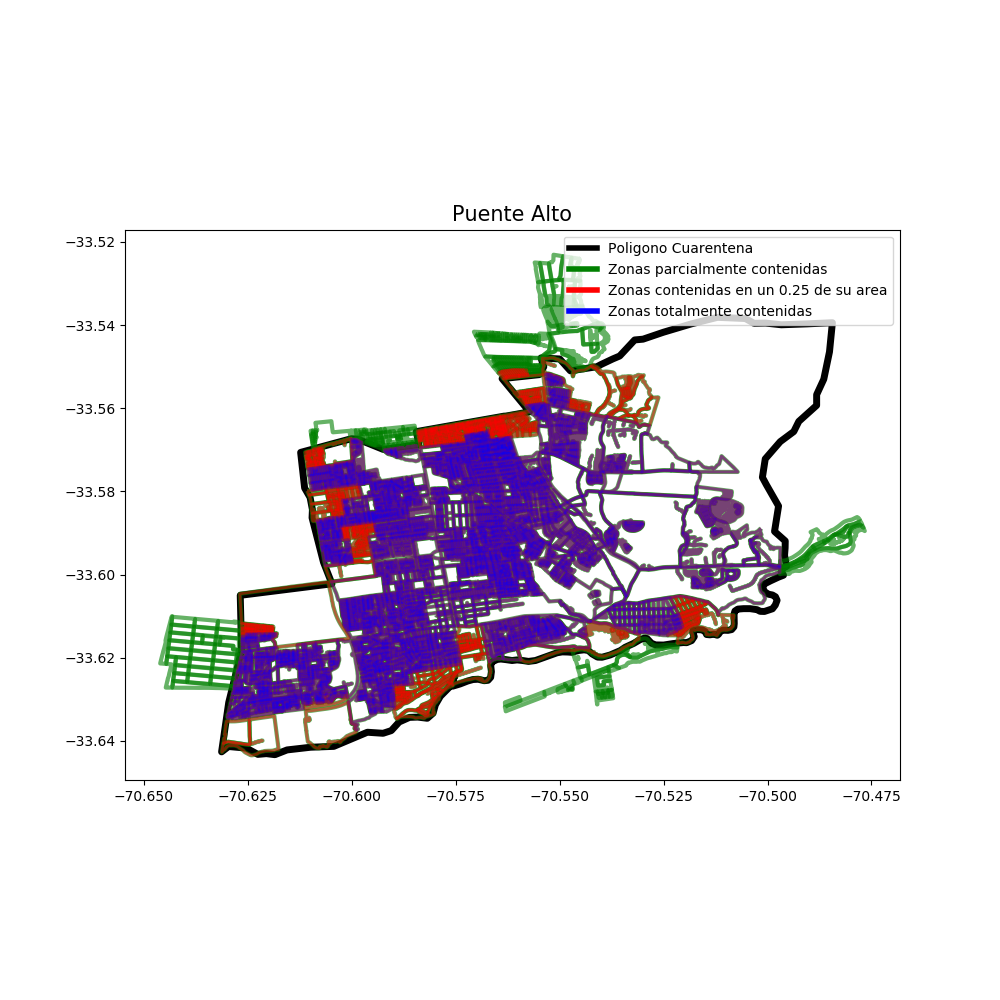 Puente Alto
Poligono Cuarentena
Zonas parcialmente contenidas
Zonas contenidas en un 0.25 de su area
Zonas totalmente contenidas
−33.52
−33.54
−33.56
−33.58
−33.60
−33.62
−33.64
−70.650 −70.625 −70.600 −70.575 −70.550 −70.525 −70.500 −70.475